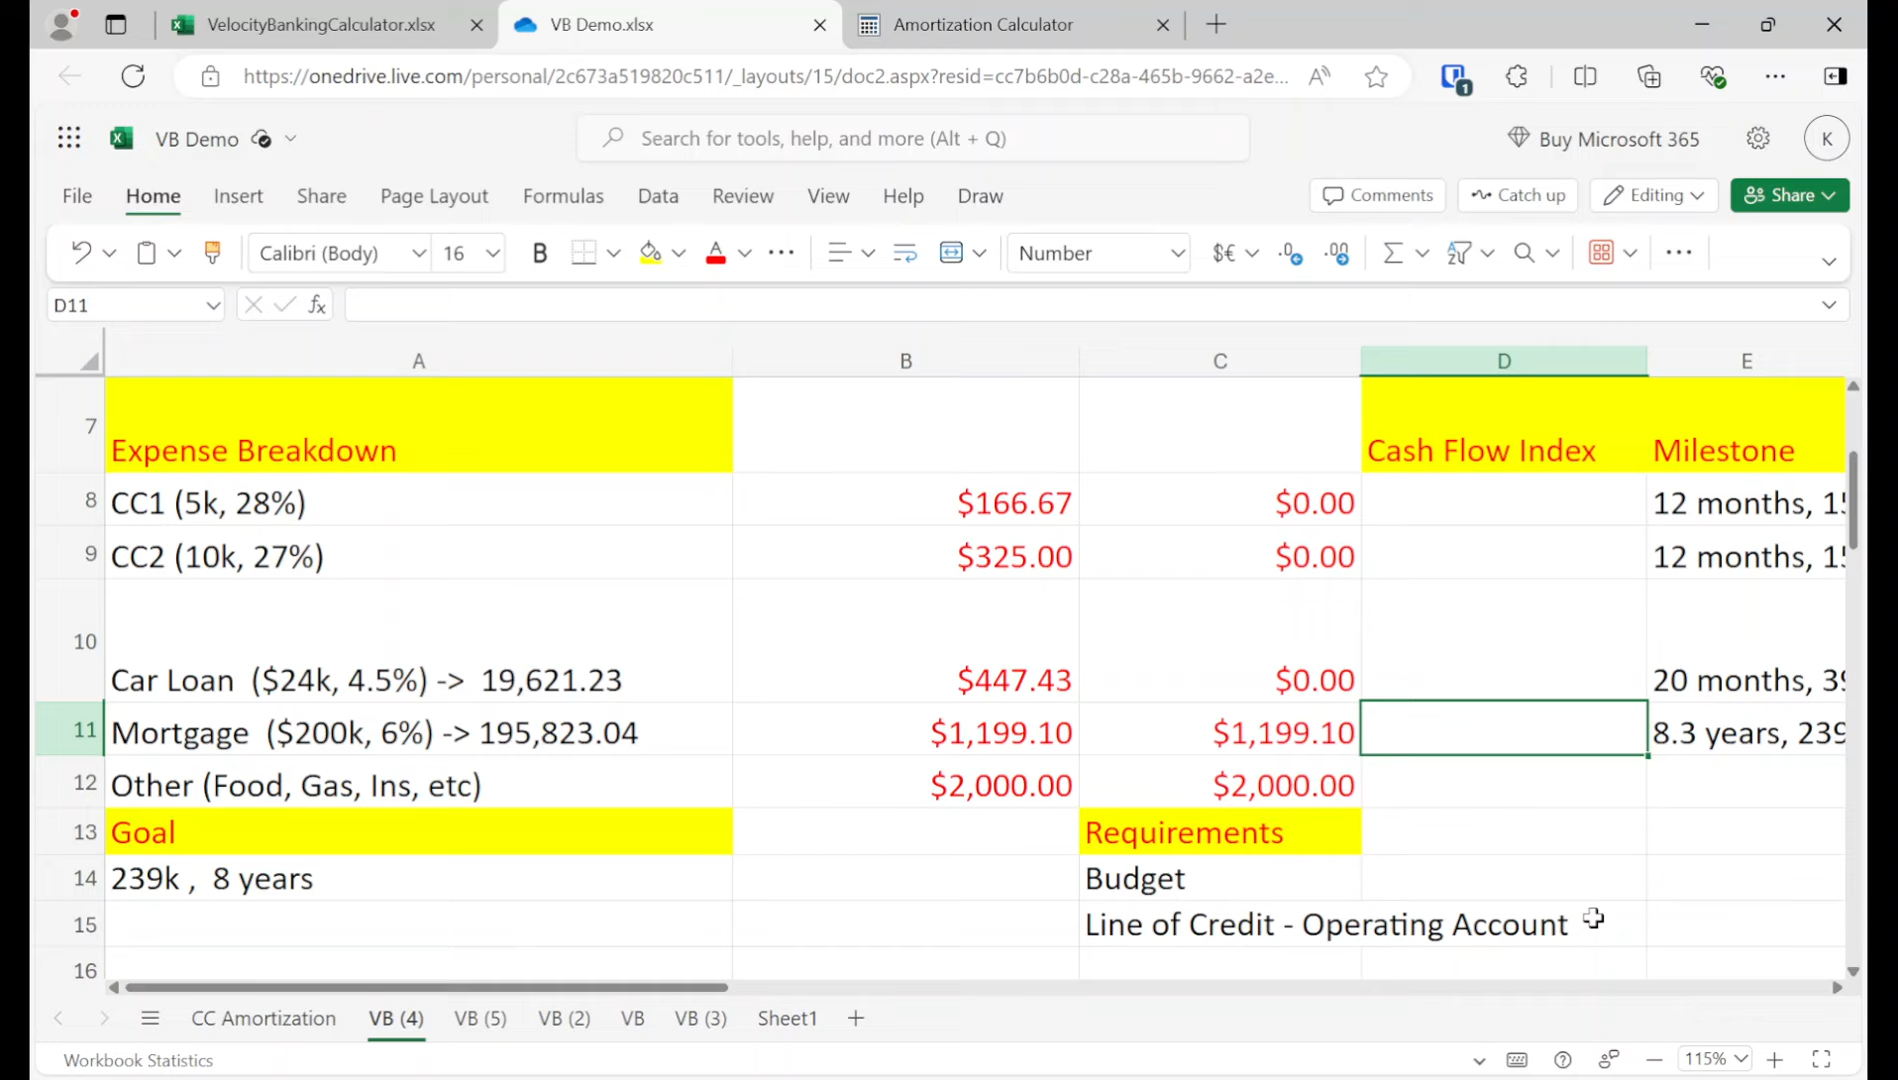 VelocityBankingCalculator.xlsx
VB Demo.xlsx
Amortization Calculator
https://onedrive.live.com/personal/2c673a519820c511/_layouts/15/doc2.aspx?resid=cc7b6b0d-c28a-465b-9662-a2e...
1
VB Demo
Search for tools, help, and more (Alt + Q)
Buy Microsoft 365
K
File Home Insert Share Page Layout Formulas Data Review View Help Draw
Comments Catch up Editing Share
Calibri (Body) 16 B A Number $€ .0 .00
D11 fx
A B C D E
7 Expense Breakdown Cash Flow Index Milestone
8 CC1 (5k, 28%) $166.67 $0.00 12 months, 15
9 CC2 (10k, 27%) $325.00 $0.00 12 months, 15
10 Car Loan ($24k, 4.5%) -> 19,621.23 $447.43 $0.00 20 months, 39
11 Mortgage ($200k, 6%) -> 195,823.04 $1,199.10 $1,199.10 8.3 years, 239
12 Other (Food, Gas, Ins, etc) $2,000.00 $2,000.00
13 Goal Requirements
14 239k , 8 years Budget
15 Line of Credit - Operating Account
16
CC Amortization VB (4) VB (5) VB (2) VB VB (3) Sheet1
Workbook Statistics 115%